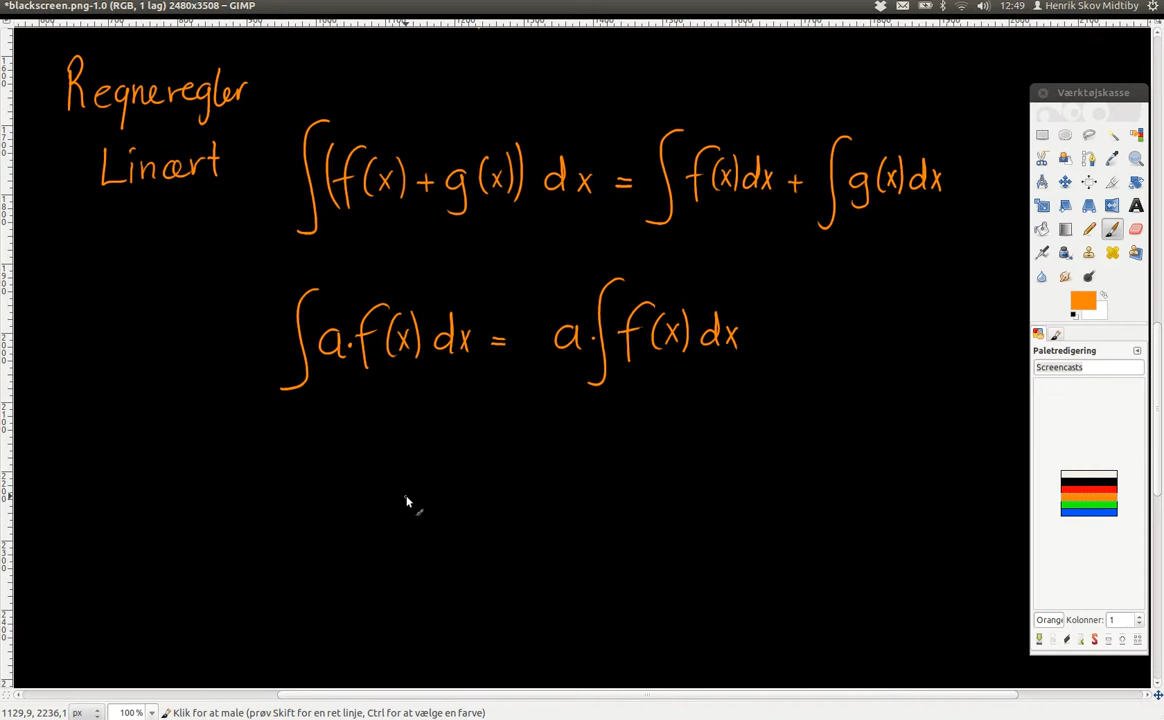 *blackscreen.png-1.0 (RGB, 1 lag) 2480x3508 – GIMP
12:49 Henrik Skov Midtiby
Regneregler
Linært
∫(f(x) + g(x)) dx = ∫f(x)dx + ∫g(x)dx
∫a·f(x) dx = a·∫f(x) dx
Værktøjskasse
Paletredigering
Screencasts
Orange Kolonner: 1
1129,9, 2236,1 px 100% Klik for at male (prøv Skift for en ret linje, Ctrl for at vælge en farve)